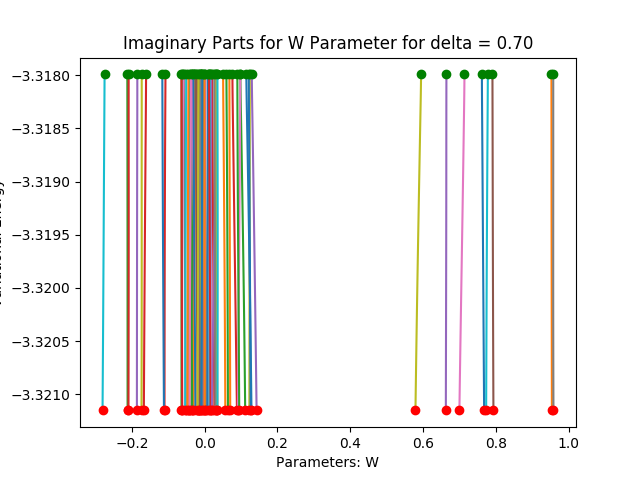 Imaginary Parts for W Parameter for delta = 0.70
−3.3180
−3.3185
−3.3190
−3.3195
−3.3200
−3.3205
−3.3210
−0.2 0.0 0.2 0.4 0.6 0.8 1.0
Parameters: W